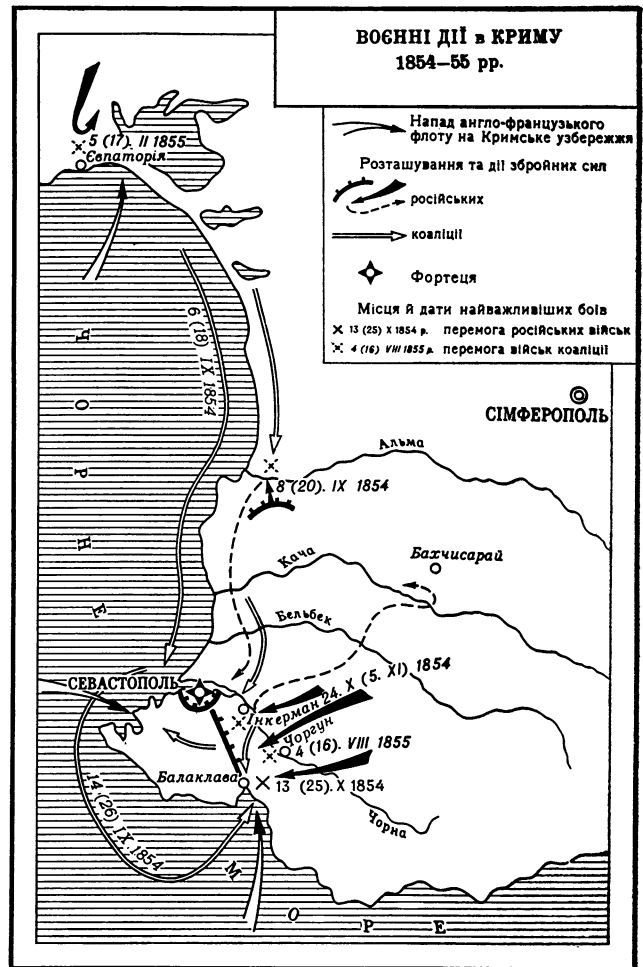 ВОЄННІ ДІЇ в КРИМУ
1854—55 рр.
Напад англо-французького
флоту на Кримське узбережжя
Розташування та дії збройних сил
російських
коаліції
Фортеця
Місця й дати найважливіших боїв
13 (25) X 1854 р. перемога російських військ
4 (16) VIII 1855 р. перемога військ коаліції
5 (17). II 1855
Євпаторія
6 (18) IX 1854
СІМФЕРОПОЛЬ
Альма
8 (20). IX 1854
Кача
Бахчисарай
Бельбек
СЕВАСТОПОЛЬ
Інкерман 24. X (5. XI) 1854
Чоргун
4 (16). VIII 1855
Балаклава
13 (25). X 1854
14 (26) IX 1854
Чорна
ЧОРНЕ
МОРЕ